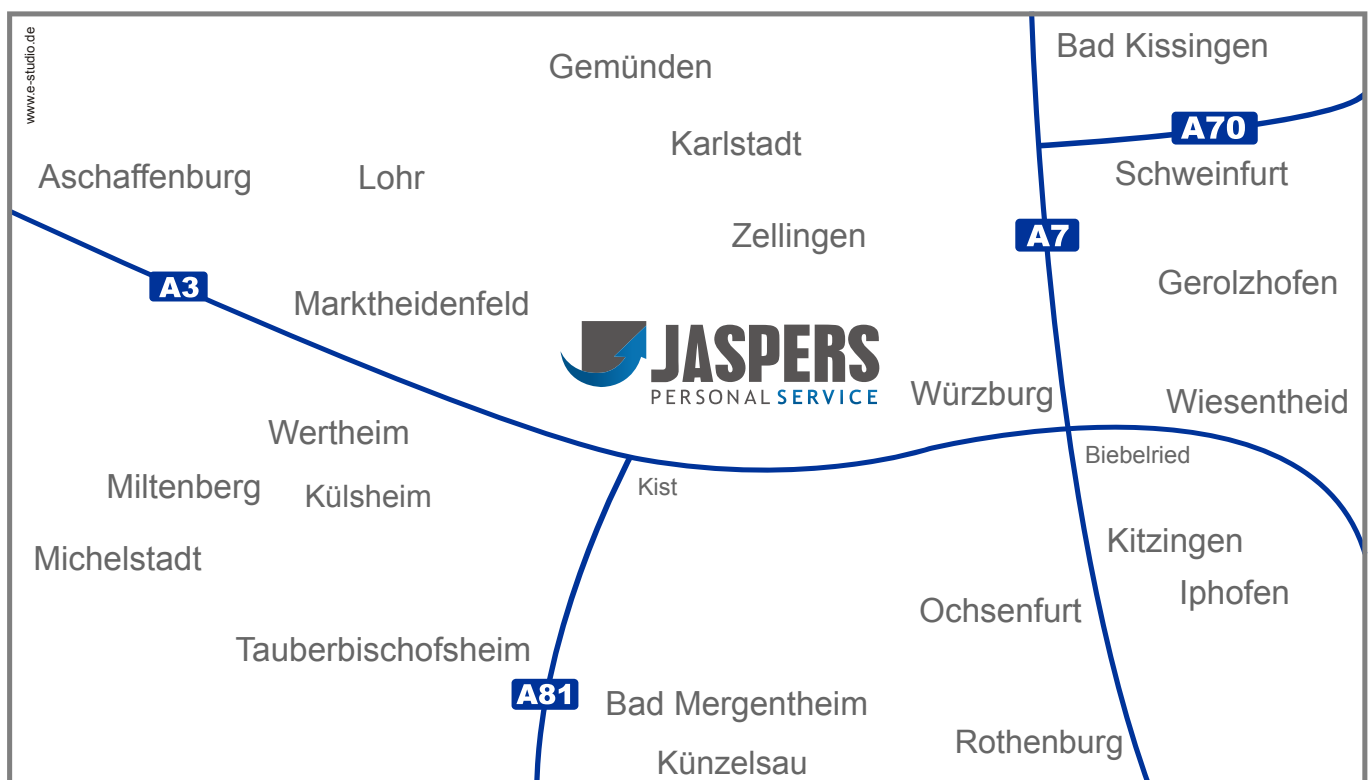 www.e-studio.de
Bad Kissingen
Gemünden
A70
Karlstadt
Schweinfurt
Aschaffenburg
Lohr
Zellingen
A7
A3
Gerolzhofen
Marktheidenfeld
JASPERS
PERSONAL SERVICE
Würzburg
Wiesentheid
Wertheim
Biebelried
Miltenberg
Külsheim
Kist
Kitzingen
Michelstadt
Iphofen
Ochsenfurt
Tauberbischofsheim
A81
Bad Mergentheim
Rothenburg
Künzelsau